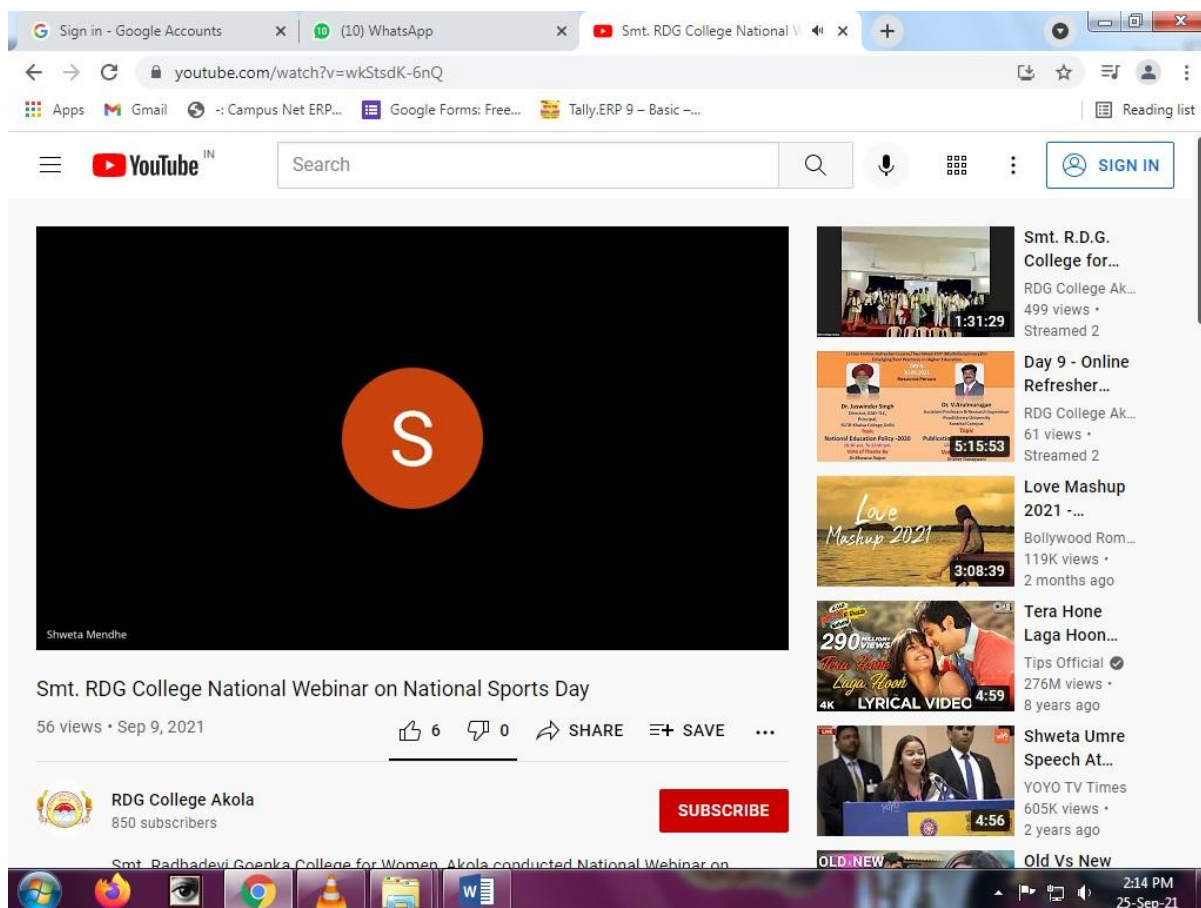 Sign in - Google Accounts
(10) WhatsApp
Smt. RDG College National W
youtube.com/watch?v=wkStsdK-6nQ
Apps
Gmail
-: Campus Net ERP...
Google Forms: Free...
Tally.ERP 9 – Basic –...
Reading list
YouTube IN
Search
SIGN IN
S
Shweta Mendhe
Smt. RDG College National Webinar on National Sports Day
56 views • Sep 9, 2021
6
0
SHARE
SAVE
RDG College Akola
850 subscribers
SUBSCRIBE
Smt. Radhadevi Goenka College for Women, Akola conducted National Webinar on
1:31:29
Smt. R.D.G.
College for...
RDG College Ak...
499 views •
Streamed 2
Dr. Jaswinder Singh
Dr. V.Arulmurugan
National Education Policy -2020
5:15:53
Day 9 - Online
Refresher...
RDG College Ak...
61 views •
Streamed 2
Love
Mashup 2021
3:08:39
Love Mashup
2021 -...
Bollywood Rom...
119K views •
2 months ago
290 MILLION+
VIEWS
Tera Hone
Laga Hoon
4K LYRICAL VIDEO
4:59
Tera Hone
Laga Hoon...
Tips Official
276M views •
8 years ago
LIVE
4:56
Shweta Umre
Speech At...
YOYO TV Times
605K views •
2 years ago
OLD NEW
Old Vs New
W
2:14 PM
25-Sep-21